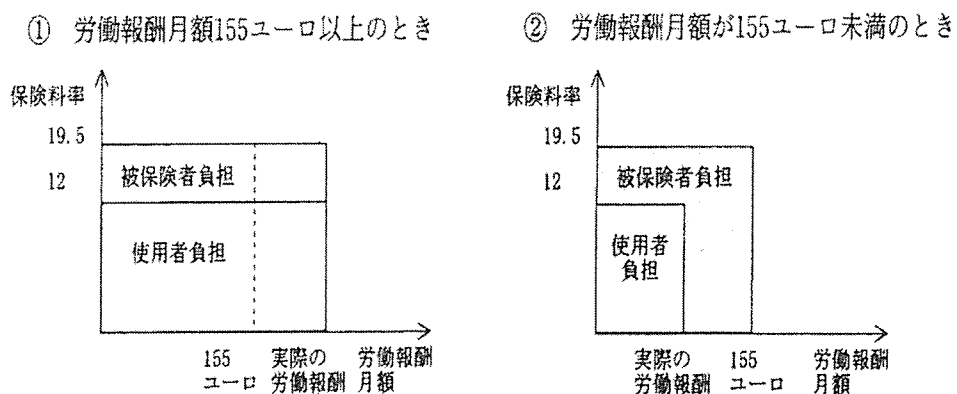 ① 労働報酬月額155ユーロ以上のとき
保険料率
19.5
12
被保険者負担
使用者負担
155
ユーロ
実際の
労働報酬
労働報酬
月額
② 労働報酬月額が155ユーロ未満のとき
保険料率
19.5
12
被保険者負担
使用者
負担
実際の
労働報酬
155
ユーロ
労働報酬
月額